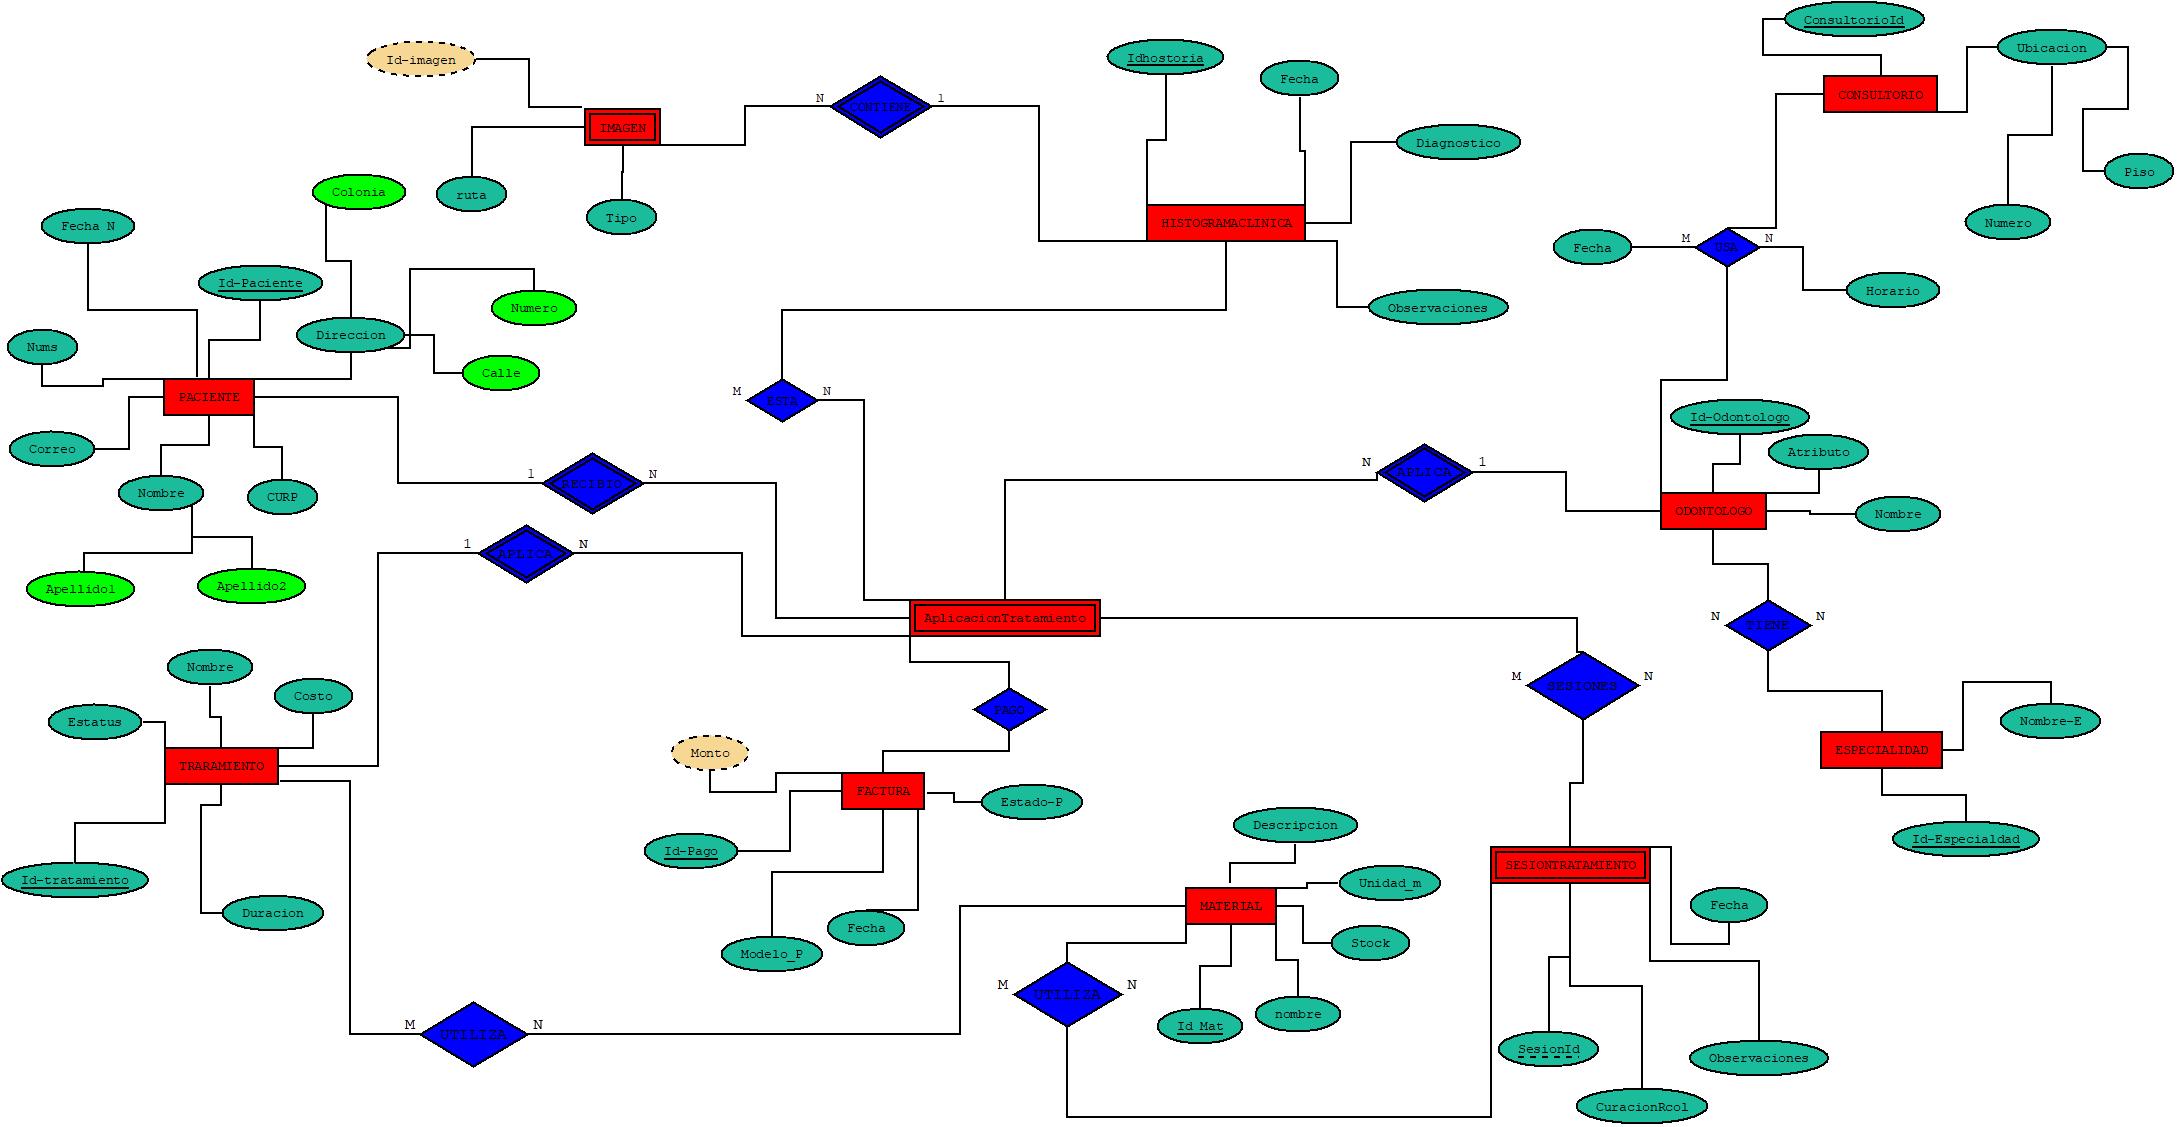 ConsultorioId
Ubicacion
Id-imagen
Idhostoria
Fecha
CONSULTORIO
N
CONTIENE
1
IMAGEN
Diagnostico
Piso
Colonia
ruta
Tipo
Fecha N
HISTOGRAMACLINICA
Numero
Fecha
M
USA
N
Id-Paciente
Horario
Numero
Observaciones
Direccion
Nums
Calle
PACIENTE
M
ESTA
N
Id-Odontologo
Correo
Atributo
N
APLICA
1
1
RECIBIO
N
Nombre
CURP
ODONTOLOGO
Nombre
1
APLICA
N
Apellido1
Apellido2
AplicacionTratamiento
N
TIENE
N
Nombre
M
SESIONES
N
Costo
Estatus
PAGO
Nombre-E
Monto
ESPECIALIDAD
TRARAMIENTO
FACTURA
Estado-P
Descripcion
Id-Especialdad
Id-Pago
SESIONTRATAMIENTO
Id-tratamiento
Unidad_m
MATERIAL
Fecha
Duracion
Fecha
Stock
Modelo_P
M
UTILIZA
N
nombre
Id Mat
M
UTILIZA
N
SesionId
Observaciones
CuracionRcol